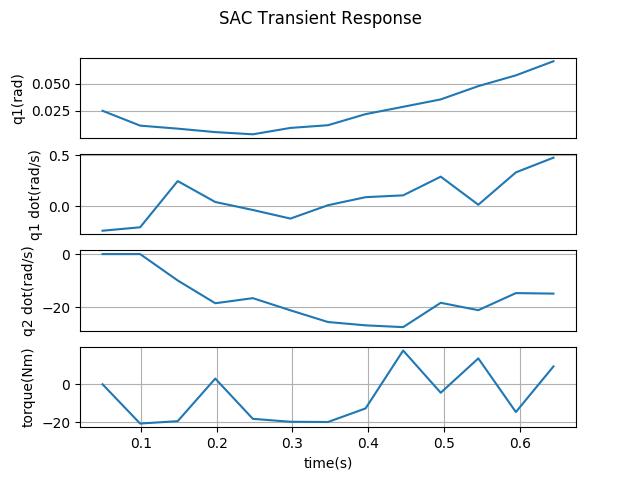 SAC Transient Response
q1(rad)
0.050
0.025
q1 dot(rad/s)
0.5
0.0
q2 dot(rad/s)
0
−20
torque(Nm)
0
−20
0.1 0.2 0.3 0.4 0.5 0.6
time(s)